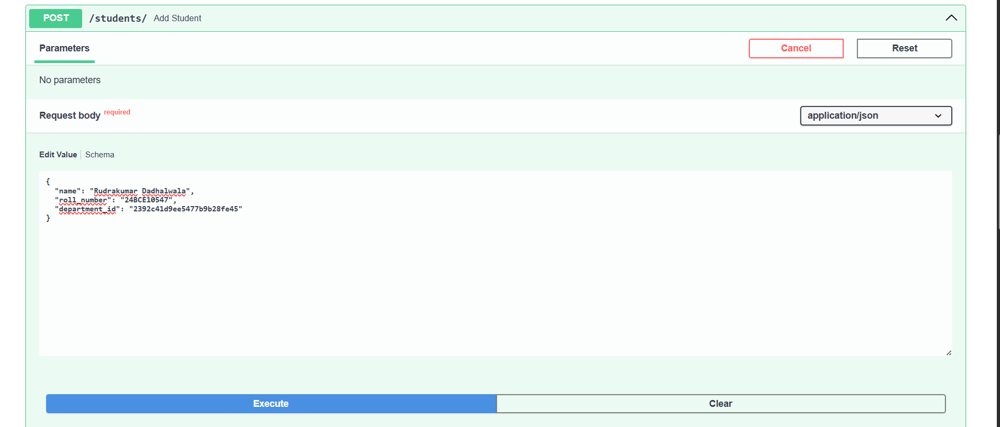 POST /students/ Add Student
Parameters
Cancel
Reset
No parameters
Request body required
application/json
Edit Value | Schema
{
  "name": "Rudrakumar Dadhalwala",
  "roll_number": "24BCE10547",
  "department_id": "2392c41d9ee5477b9b28fe45"
}
Execute
Clear